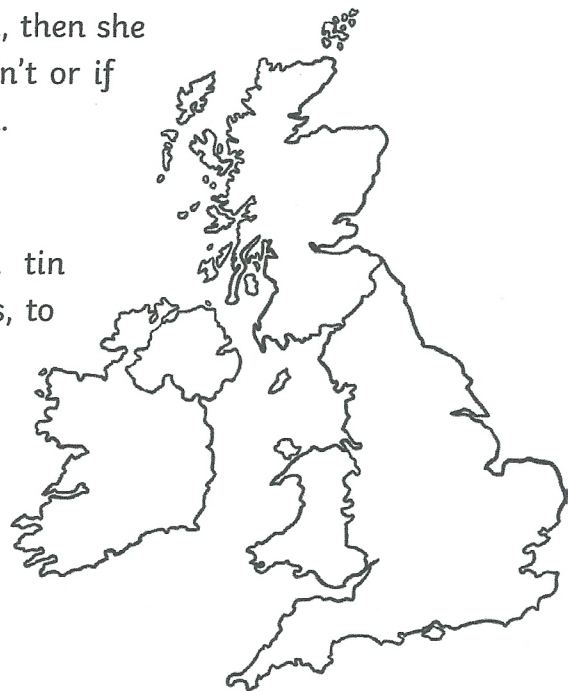 , then she
n't or if
.
tin
s, to